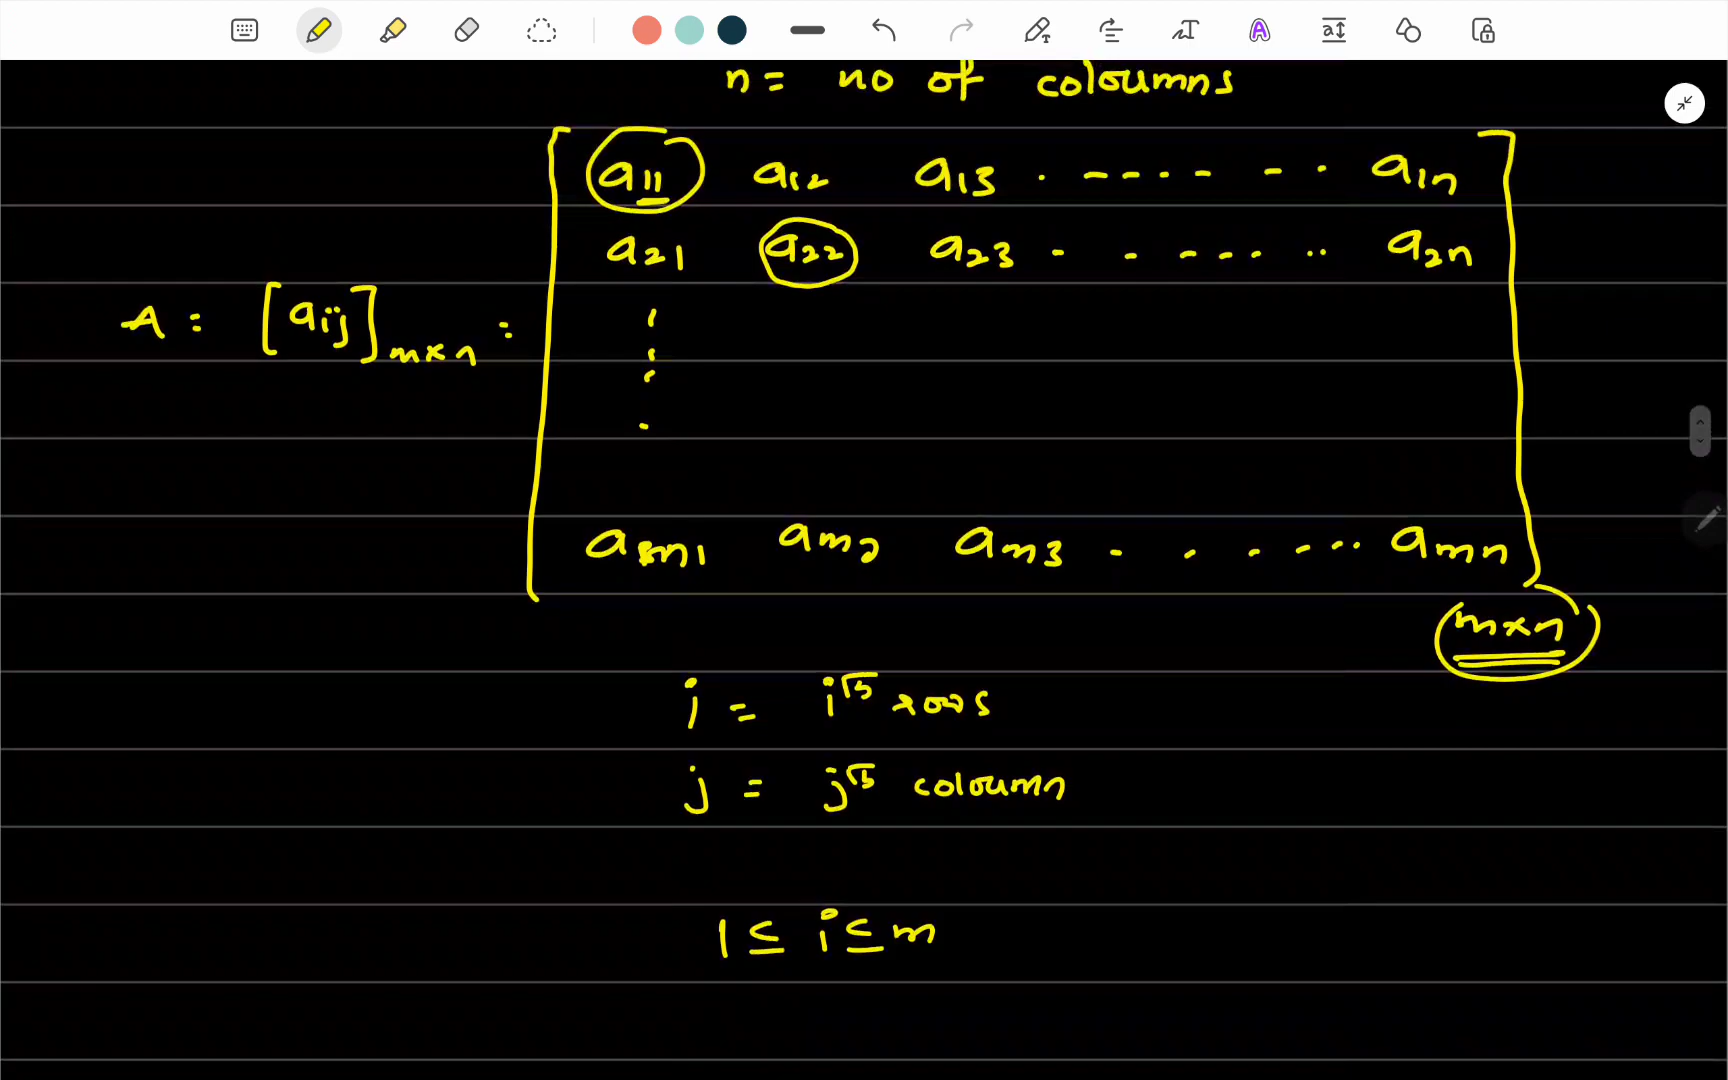 n = no of coloumns
a11 a12 a13 . - - - - - - - . a1n
a21 a22 a23 . . - - - - . . a2n
A = [aij] m×n =
am1 am2 am3 . . . - - . . amn
m×n
i = ith rows
j = jth coloumn
1 ≤ i ≤ m